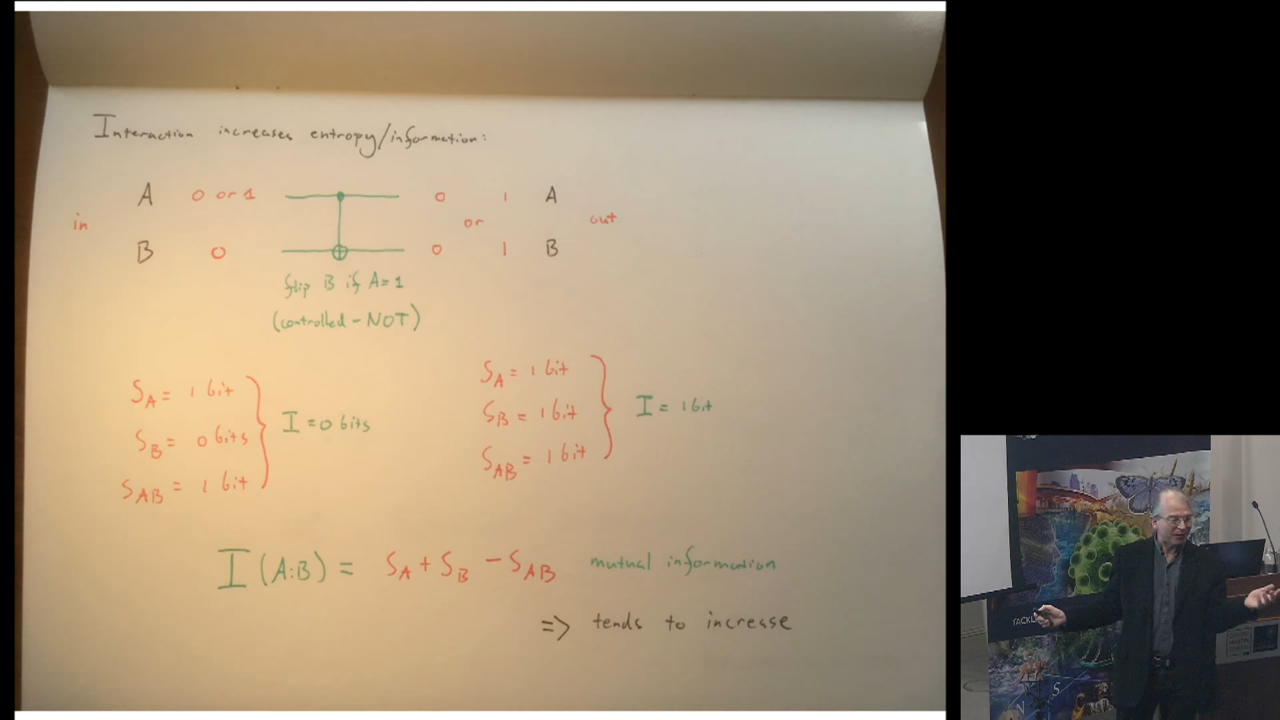 Interaction increases entropy/information:
A 0 or 1 0 1 A
in or out
B 0 0 1 B
flip B if A=1
(controlled-NOT)
S_A = 1 bit
S_B = 0 bits
S_AB = 1 bit
I = 0 bits
S_A = 1 bit
S_B = 1 bit
S_AB = 1 bit
I = 1 bit
I (A:B) = S_A + S_B - S_AB mutual information
=> tends to increase
TACKL
N S